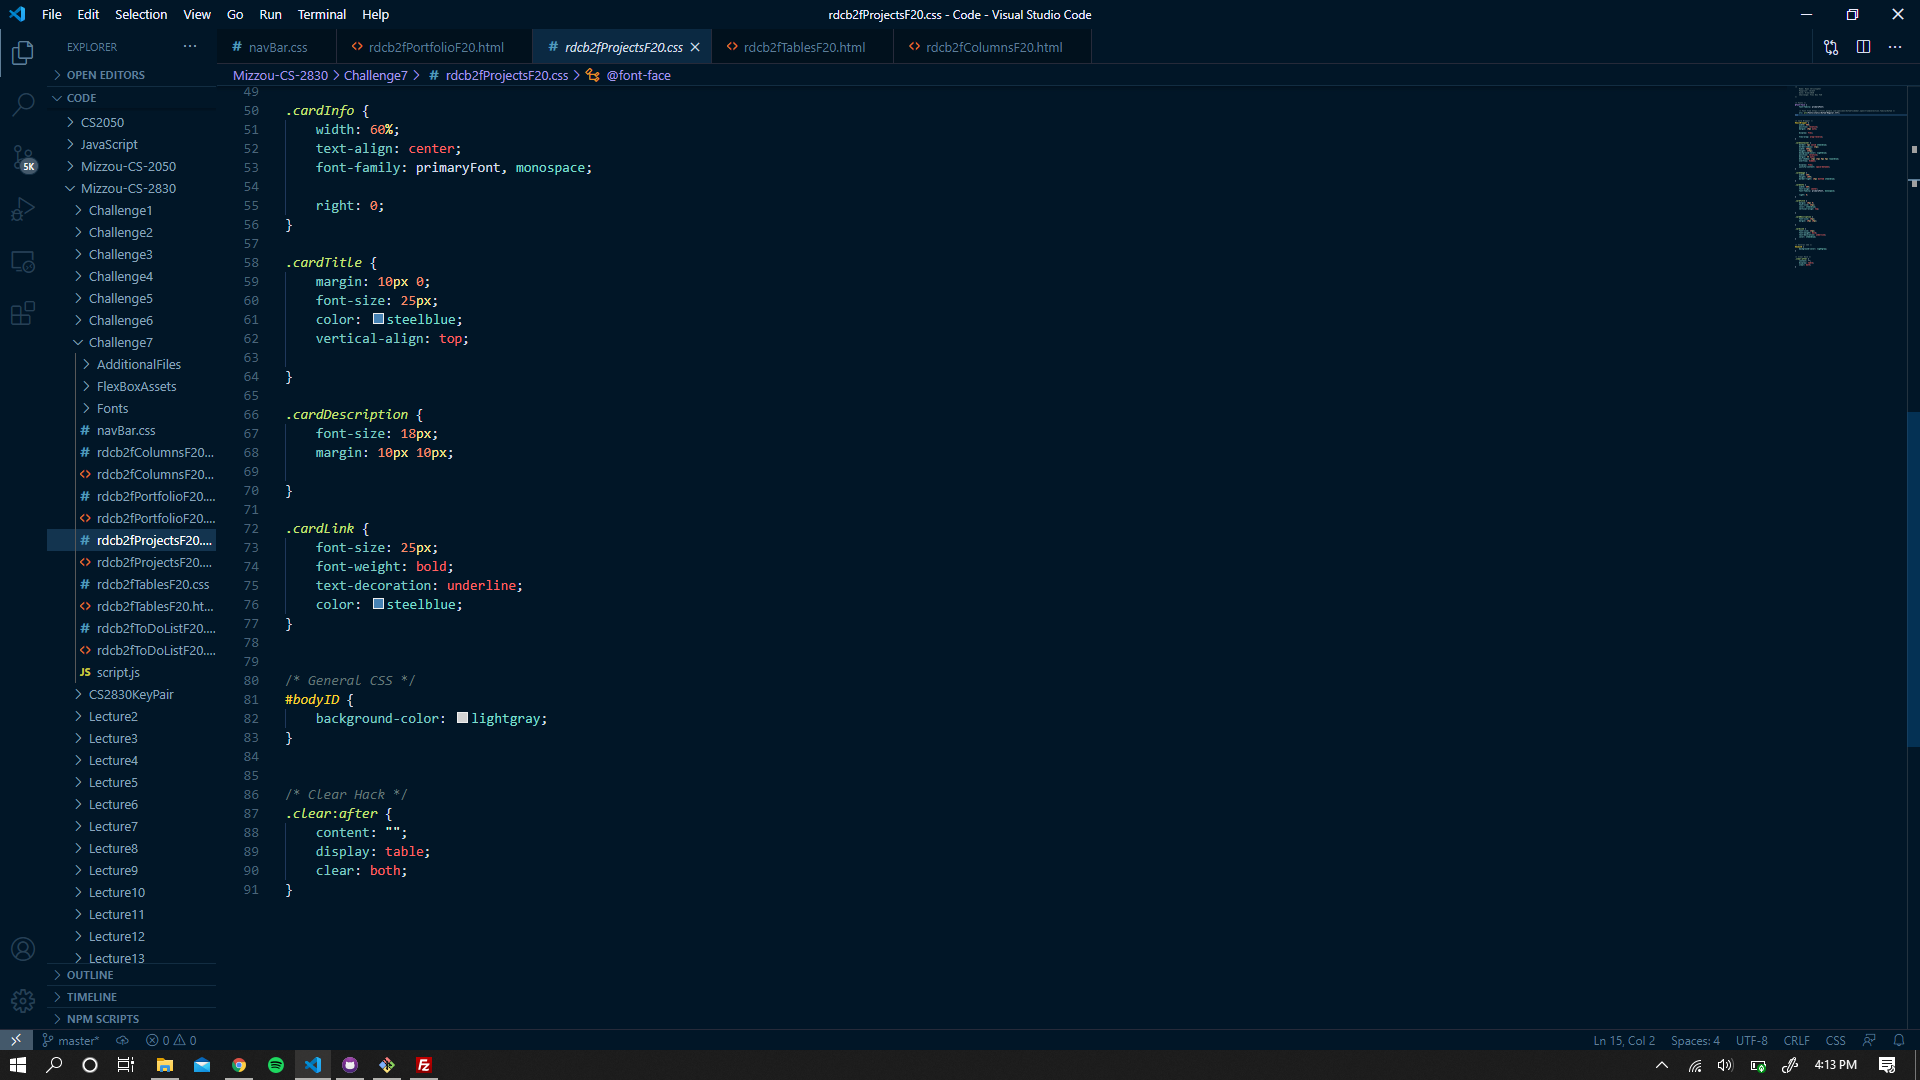 File Edit Selection View Go Run Terminal Help
rdcb2fProjectsF20.css - Code - Visual Studio Code
EXPLORER ···
# navBar.css
<> rdcb2fPortfolioF20.html
# rdcb2fProjectsF20.css
<> rdcb2fTablesF20.html
<> rdcb2fColumnsF20.html
Mizzou-CS-2830 > Challenge7 > # rdcb2fProjectsF20.css > @font-face
OPEN EDITORS
CODE
CS2050
JavaScript
Mizzou-CS-2050
Mizzou-CS-2830
Challenge1
Challenge2
Challenge3
Challenge4
Challenge5
Challenge6
Challenge7
AdditionalFiles
FlexBoxAssets
Fonts
# navBar.css
# rdcb2fColumnsF20...
<> rdcb2fColumnsF20...
# rdcb2fPortfolioF20....
<> rdcb2fPortfolioF20....
# rdcb2fProjectsF20....
<> rdcb2fProjectsF20....
# rdcb2fTablesF20.css
<> rdcb2fTablesF20.ht...
# rdcb2fToDoListF20....
<> rdcb2fToDoListF20....
JS script.js
CS2830KeyPair
Lecture2
Lecture3
Lecture4
Lecture5
Lecture6
Lecture7
Lecture8
Lecture9
Lecture10
Lecture11
Lecture12
Lecture13
OUTLINE
TIMELINE
NPM SCRIPTS
5K
49
50 .cardInfo {
51 width: 60%;
52 text-align: center;
53 font-family: primaryFont, monospace;
54
55 right: 0;
56 }
57
58 .cardTitle {
59 margin: 10px 0;
60 font-size: 25px;
61 color: steelblue;
62 vertical-align: top;
63
64 }
65
66 .cardDescription {
67 font-size: 18px;
68 margin: 10px 10px;
69
70 }
71
72 .cardLink {
73 font-size: 25px;
74 font-weight: bold;
75 text-decoration: underline;
76 color: steelblue;
77 }
78
79
80 /* General CSS */
81 #bodyID {
82 background-color: lightgray;
83 }
84
85
86 /* Clear Hack */
87 .clear:after {
88 content: "";
89 display: table;
90 clear: both;
91 }
master* 0 0
Ln 15, Col 2 Spaces: 4 UTF-8 CRLF CSS
Fz
4:13 PM